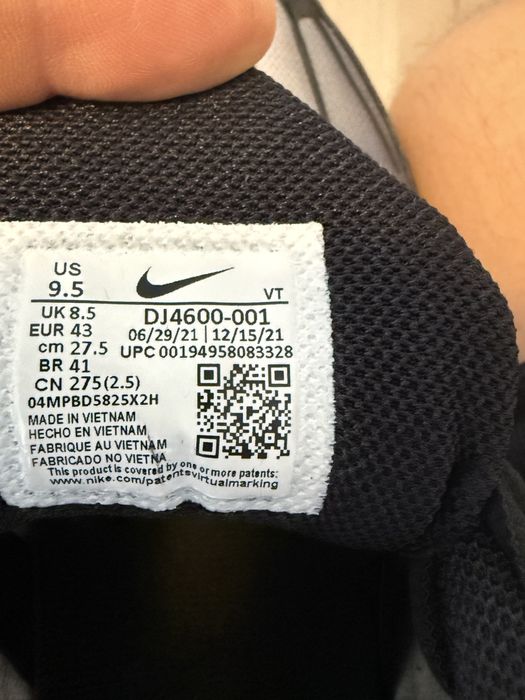 US
9.5
VT
UK 8.5
EUR 43
cm 27.5
BR 41
CN 275(2.5)
DJ4600-001
06/29/21 | 12/15/21
UPC 00194958083328
04MPBD5825X2H
MADE IN VIETNAM
HECHO EN VIETNAM
FABRIQUE AU VIETNAM
FABRICADO NO VIETNA
This product is covered by one or more patents:
www.nike.com/patentsvirtualmarking